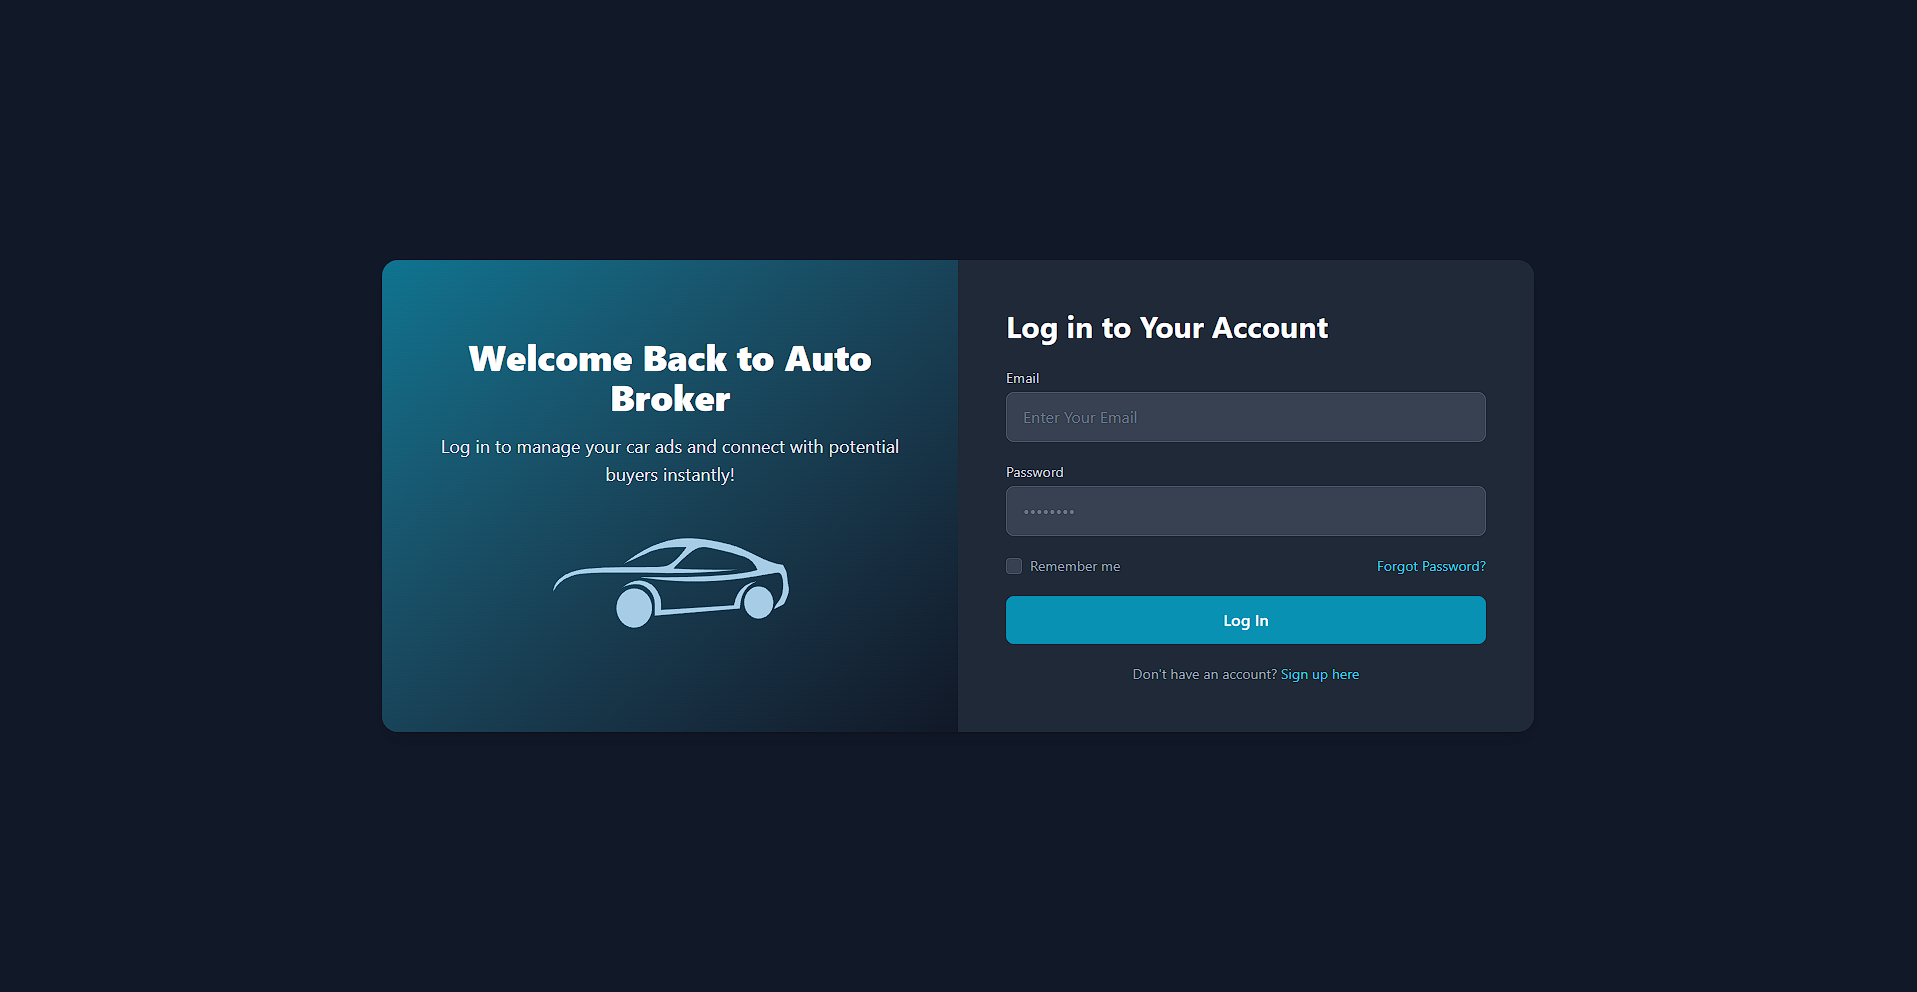 Welcome Back to Auto
Broker
Log in to manage your car ads and connect with potential
buyers instantly!
Log in to Your Account
Email
Enter Your Email
Password
••••••••
Remember me
Forgot Password?
Log In
Don't have an account? Sign up here